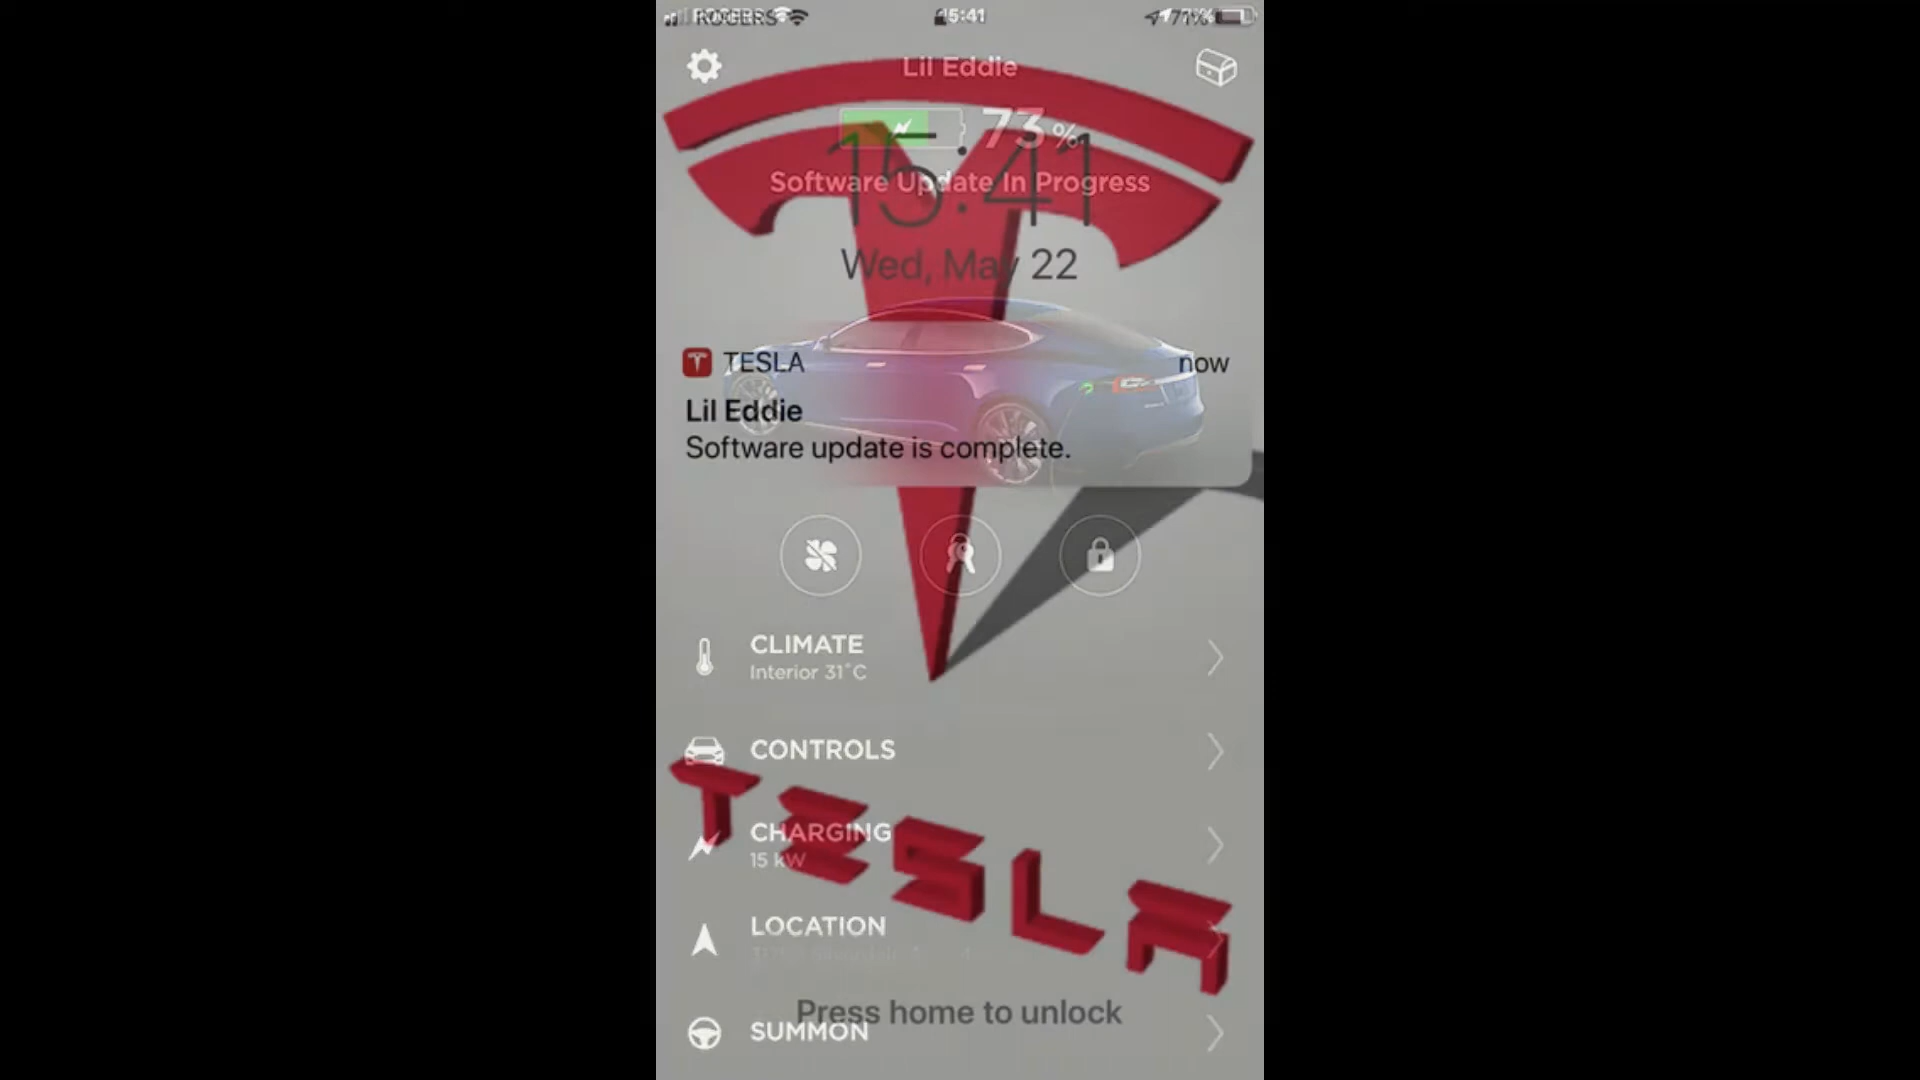 ROGERS 15:41 71%
Lil Eddie
73%
15:41
Software Update In Progress
Wed, May 22
TESLA now
Lil Eddie
Software update is complete.
CLIMATE
Interior 31°C
CONTROLS
CHARGING
15 kW
TESLA
LOCATION
Press home to unlock
SUMMON